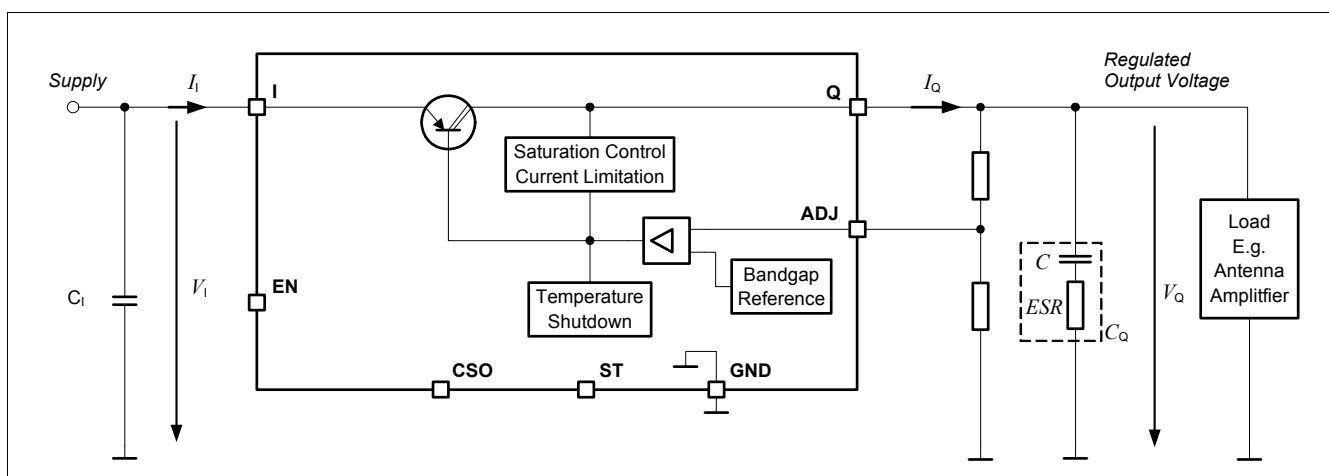 Supply
I_I
I
Q
I_Q
Regulated
Output Voltage
Saturation Control
Current Limitation
ADJ
Load
E.g.
Antenna
Amplitfier
C_I
V_I
EN
Temperature
Shutdown
Bandgap
Reference
C
ESR
C_Q
V_Q
CSO
ST
GND